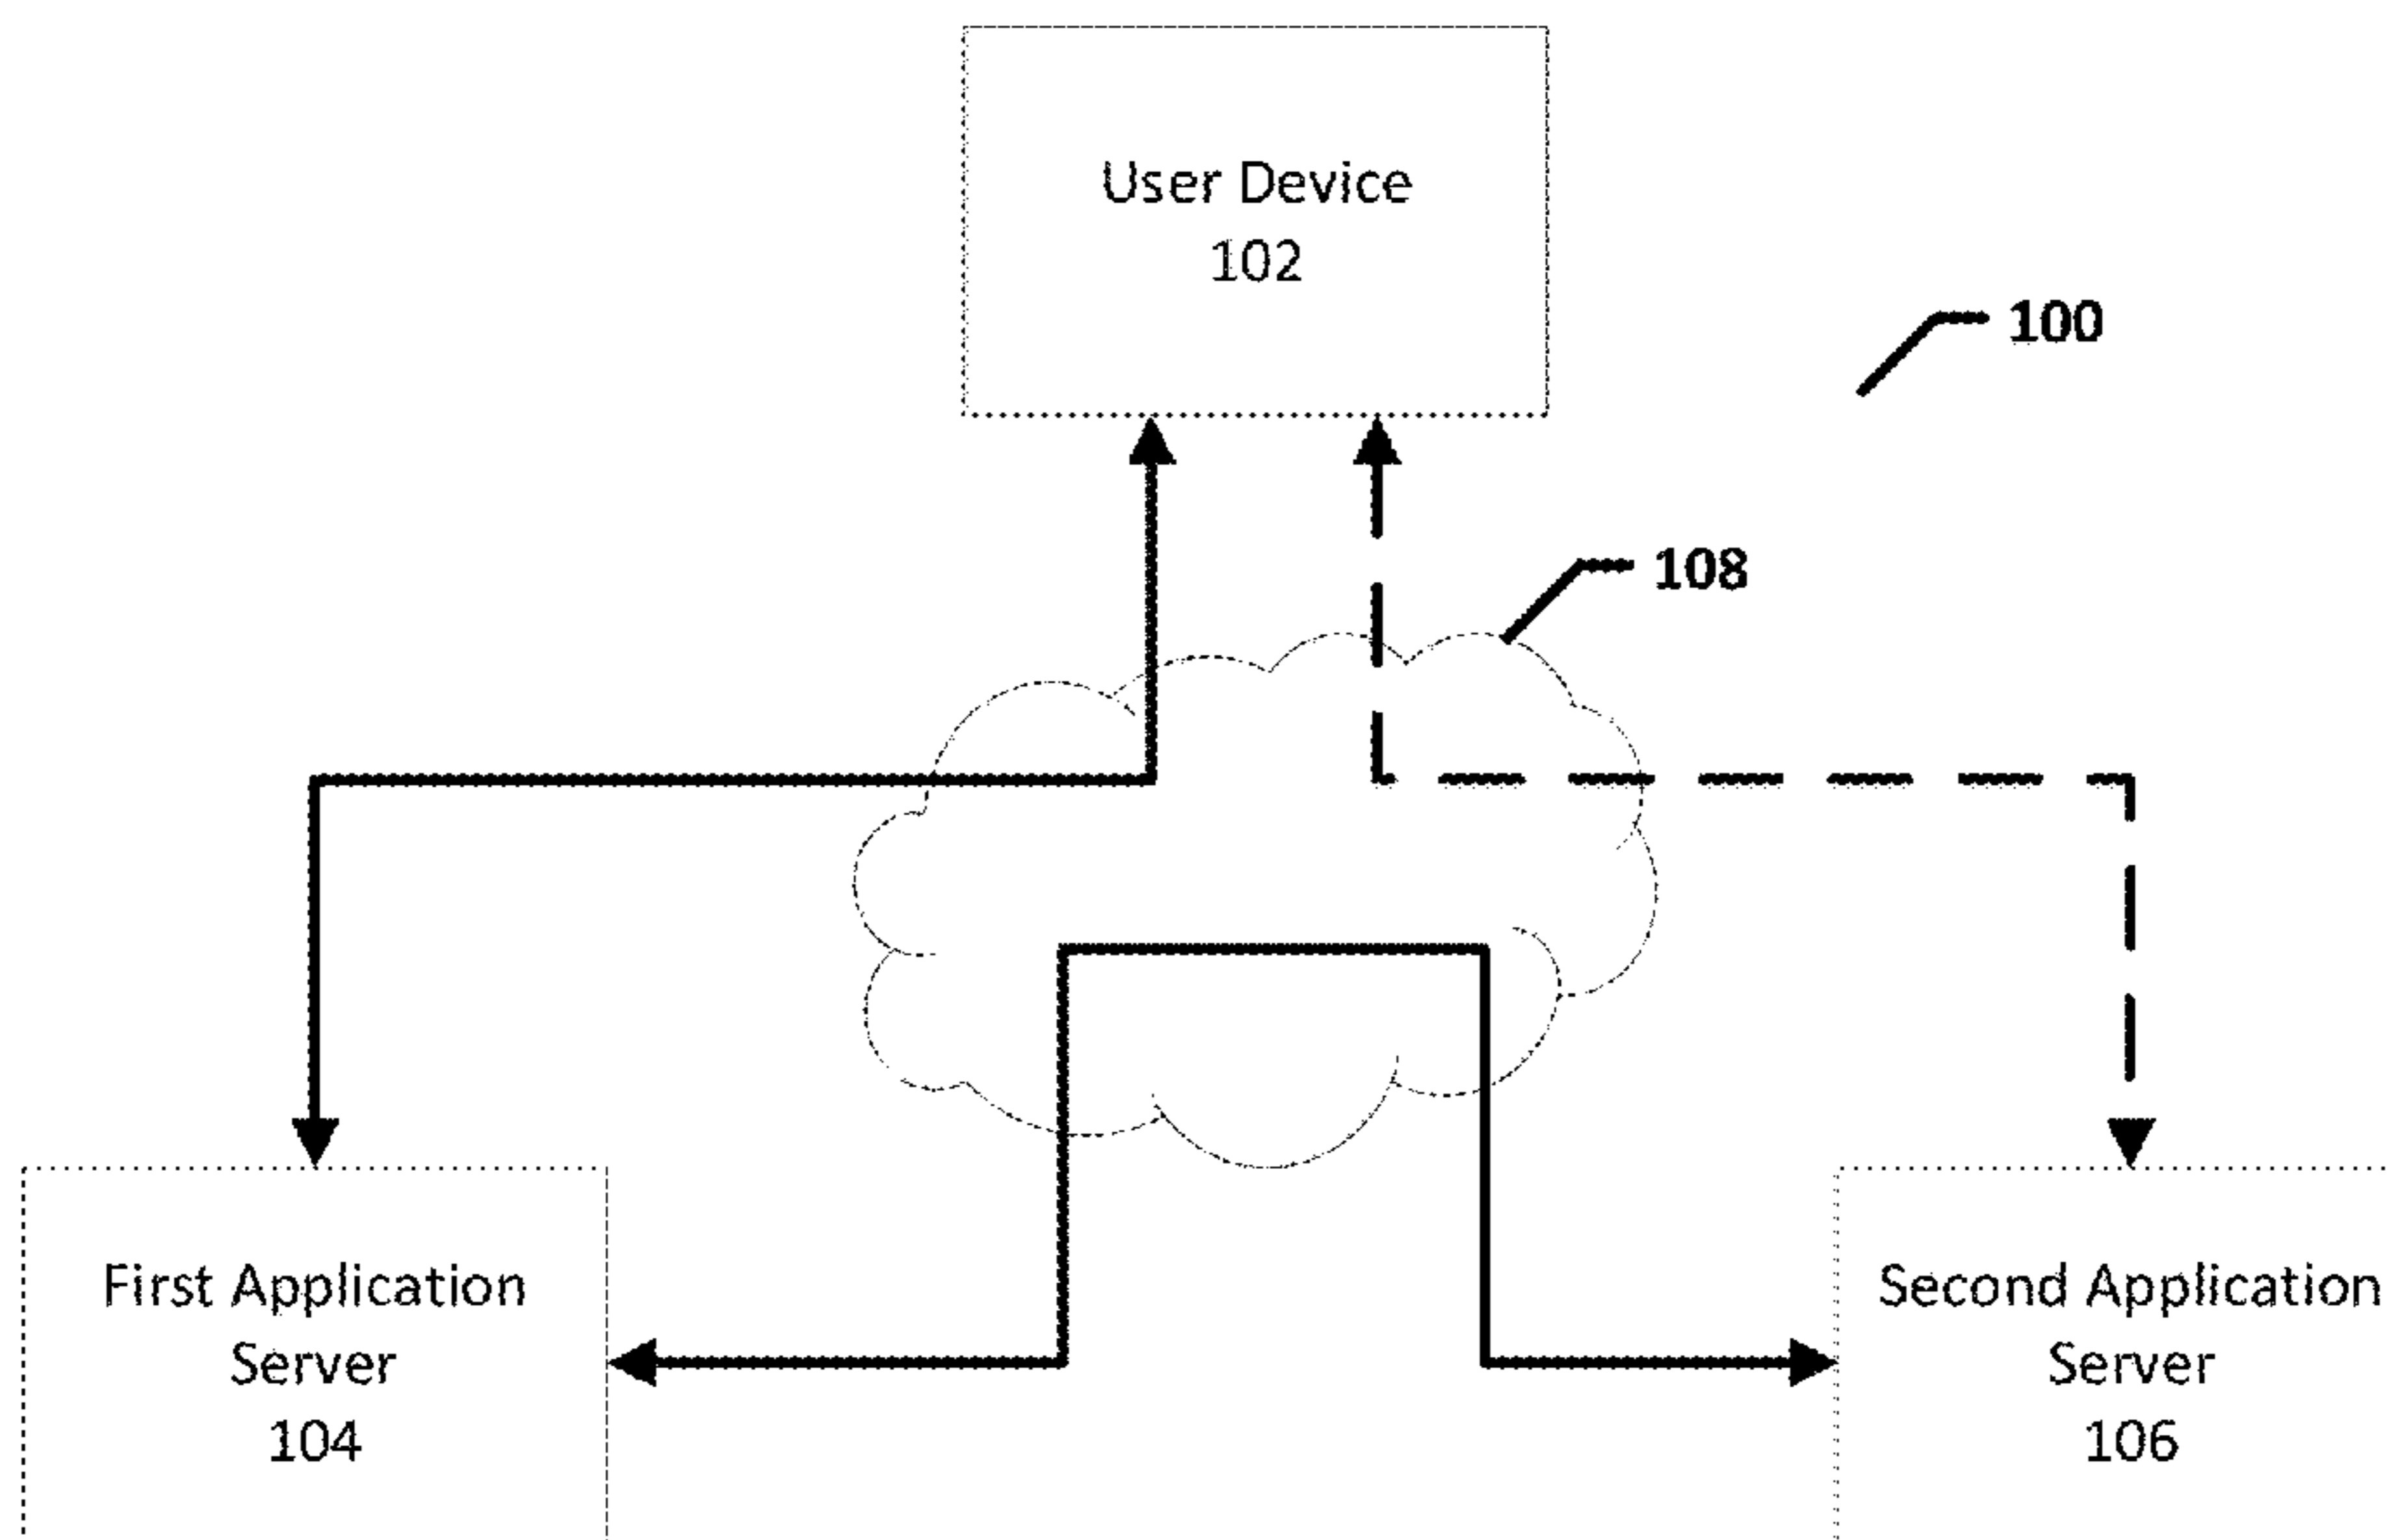 User Device
102
100
108
First Application
Server
104
Second Application
Server
106